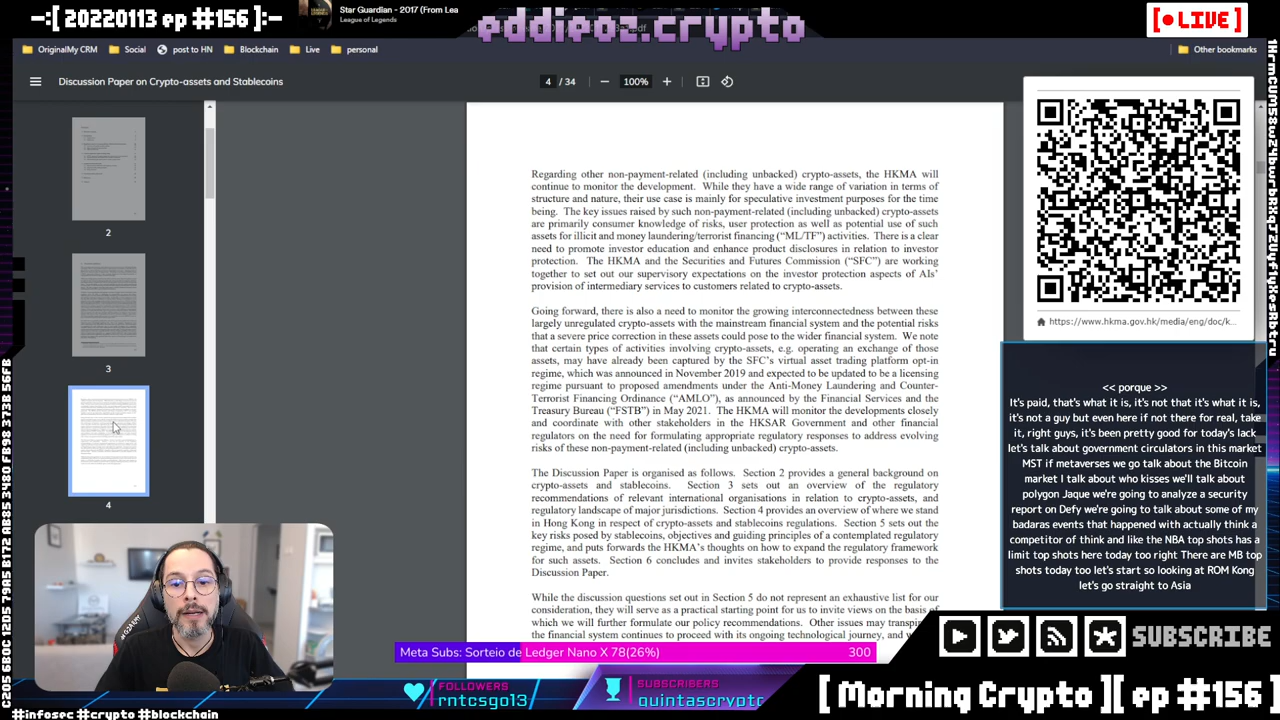 -:[ 20220113 ep #156 ]:-
Star Guardian - 2017 (From Lea
League of Legends
eddieoz.crypto
[●LIVE]
OriginalMy CRM
Social
post to HN
Blockchain
Live
personal
Other bookmarks
Discussion Paper on Crypto-assets and Stablecoins
4 / 34
100%
2
3
4
Regarding other non-payment-related (including unbacked) crypto-assets, the HKMA will
continue to monitor the development. While they have a wide range of variation in terms of
structure and nature, their use case is mainly for speculative investment purposes for the time
being. The key issues raised by such non-payment-related (including unbacked) crypto-assets
are primarily consumer knowledge of risks, user protection as well as potential use of such
assets for illicit and money laundering/terrorist financing (“ML/TF”) activities. There is a clear
need to promote investor education and enhance product disclosures in relation to investor
protection. The HKMA and the Securities and Futures Commission (“SFC”) are working
together to set out our supervisory expectations on the investor protection aspects of AIs’
provision of intermediary services to customers related to crypto-assets.
Going forward, there is also a need to monitor the growing interconnectedness between these
largely unregulated crypto-assets with the mainstream financial system and the potential risks
that a severe price correction in these assets could pose to the wider financial system. We note
that certain types of activities involving crypto-assets, e.g. operating an exchange of those
assets, may have already been captured by the SFC’s virtual asset trading platform opt-in
regime, which was announced in November 2019 and expected to be updated to be a licensing
regime pursuant to proposed amendments under the Anti-Money Laundering and Counter-
Terrorist Financing Ordinance (“AMLO”), as announced by the Financial Services and the
Treasury Bureau (“FSTB”) in May 2021. The HKMA will monitor the developments closely
and coordinate with other stakeholders in the HKSAR Government and other financial
regulators on the need for formulating appropriate regulatory responses to address evolving
risks of these non-payment-related (including unbacked) crypto-assets.
The Discussion Paper is organised as follows. Section 2 provides a general background on
crypto-assets and stablecoins. Section 3 sets out an overview of the regulatory
recommendations of relevant international organisations in relation to crypto-assets, and
regulatory landscape of major jurisdictions. Section 4 provides an overview of where we stand
in Hong Kong in respect of crypto-assets and stablecoins regulations. Section 5 sets out the
key risks posed by stablecoins, objectives and guiding principles of a contemplated regulatory
regime, and puts forwards the HKMA’s thoughts on how to expand the regulatory framework
for such assets. Section 6 concludes and invites stakeholders to provide responses to the
Discussion Paper.
While the discussion questions set out in Section 5 do not represent an exhaustive list for our
consideration, they will serve as a practical starting point for us to invite views on the basis of
which we will further formulate our policy recommendations. Other issues may
the financial system continues to proceed with its ongoing technological journey, and
https://www.hkma.gov.hk/media/eng/doc/k...
<< porque >>
It's paid, that's what it is, it's not that it's what it is,
it's not a guy but even here if not there for real, take
it, right guys, it's been pretty good for today's lack
let's talk about government circulators in this market
MST if metaverses we go talk about the Bitcoin
market I talk about who kisses we'll talk about
polygon Jaque we're going to analyze a security
report on Defy we're going to talk about some of my
badaras events that happened with actually think a
competitor of think and like the NBA top shots has a
limit top shots here today too right There are MB top
shots today too let's start so looking at ROM Kong
let's go straight to Asia
Meta Subs: Sorteio de Ledger Nano X 78(26%)
300
SUBSCRIBE
FOLLOWERS
rntcsgo13
SUBSCRIBERS
quintascrypto
[ Morning Crypto ][ ep #156 ]
#crypto #blockchain